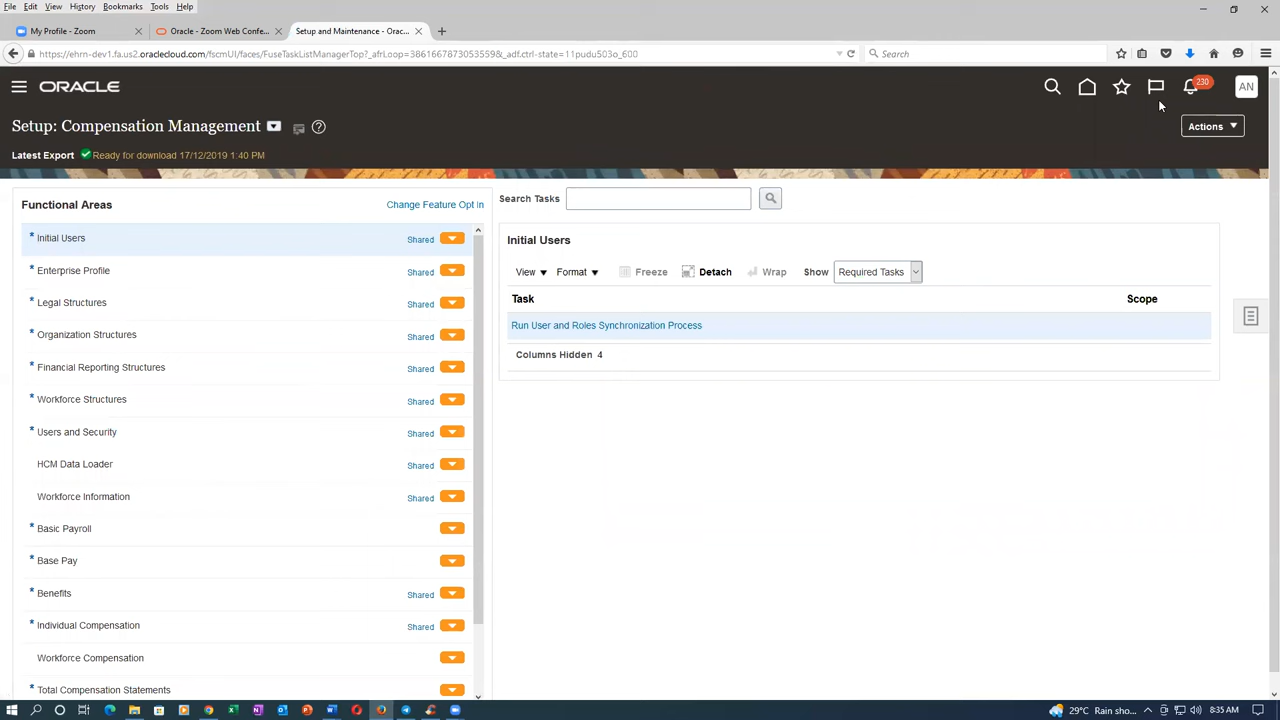 File Edit View History Bookmarks Tools Help
My Profile - Zoom
Oracle - Zoom Web Confe...
Setup and Maintenance - Orac...
https://ehrn-dev1.fa.us2.oraclecloud.com/fscmUI/faces/FuseTaskListManagerTop?_afrLoop=38616678730535598&_adf.ctrl-state=11pudu503o_600
Search
ORACLE
230
AN
Setup: Compensation Management
Actions
Latest Export Ready for download 17/12/2019 1:40 PM
Functional Areas
Change Feature Opt In
Search Tasks
* Initial Users Shared
* Enterprise Profile Shared
* Legal Structures Shared
* Organization Structures Shared
* Financial Reporting Structures Shared
* Workforce Structures Shared
* Users and Security Shared
HCM Data Loader Shared
Workforce Information Shared
* Basic Payroll
* Base Pay
* Benefits Shared
* Individual Compensation Shared
Workforce Compensation
* Total Compensation Statements
Initial Users
View Format Freeze Detach Wrap Show Required Tasks
Task Scope
Run User and Roles Synchronization Process
Columns Hidden 4
29°C Rain sho... 8:35 AM